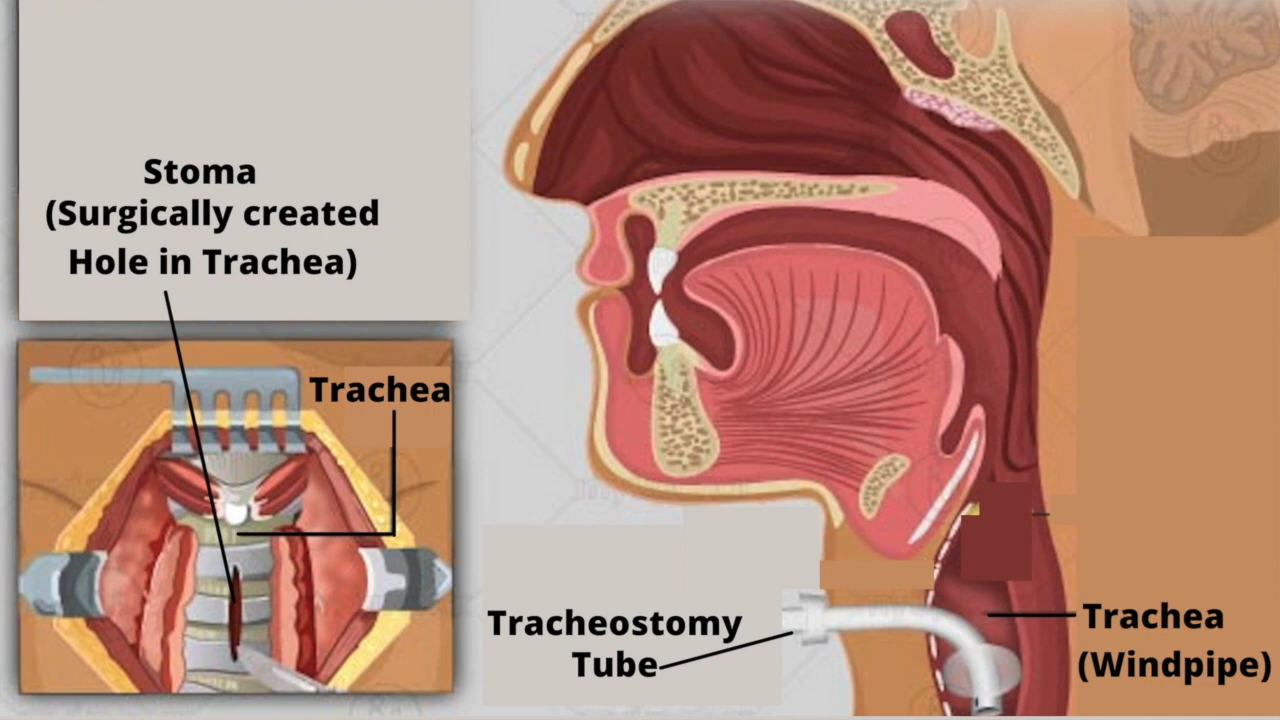 Stoma
(Surgically created
Hole in Trachea)
Trachea
Tracheostomy
Tube
Trachea
(Windpipe)